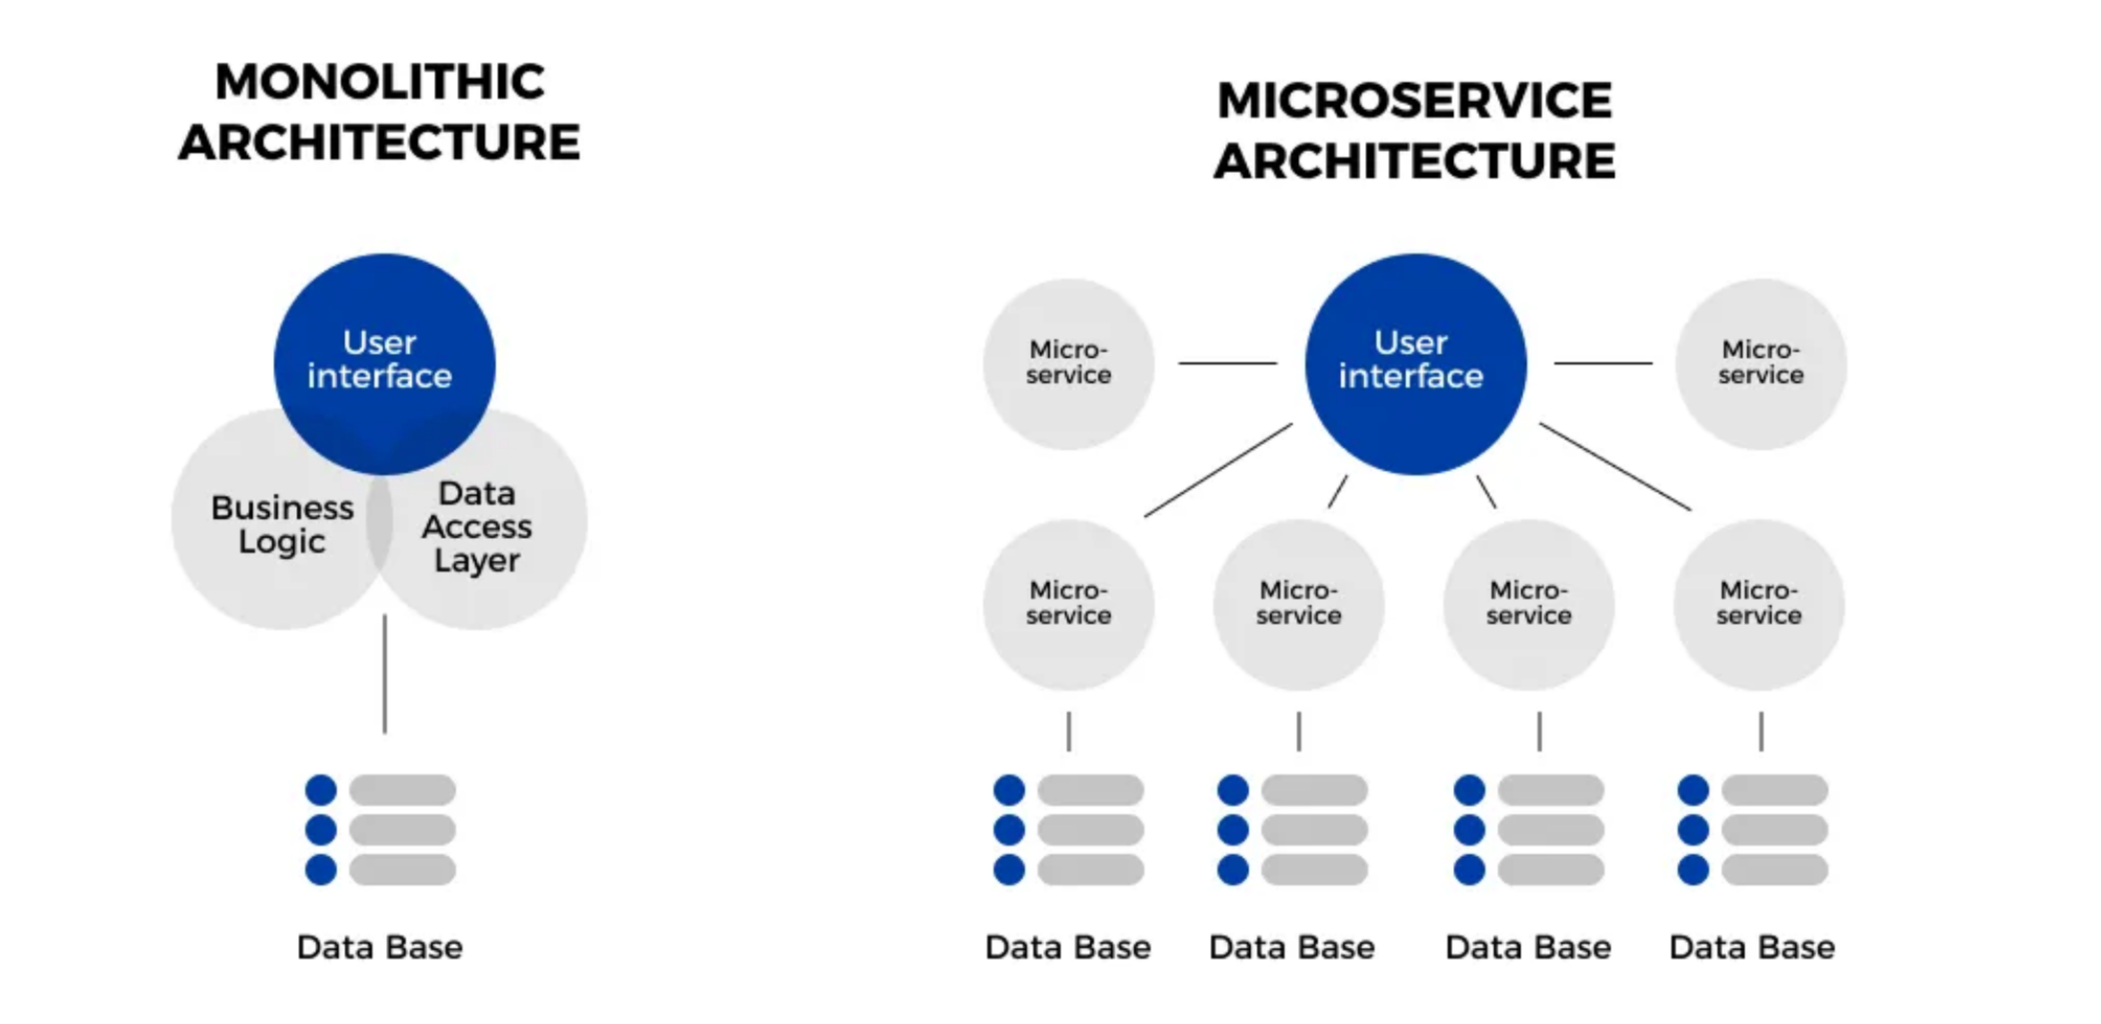 MONOLITHIC
ARCHITECTURE
User
interface
Business
Logic
Data
Access
Layer
Data Base
MICROSERVICE
ARCHITECTURE
Micro-
service
User
interface
Micro-
service
Micro-
service
Micro-
service
Micro-
service
Micro-
service
Data Base
Data Base
Data Base
Data Base